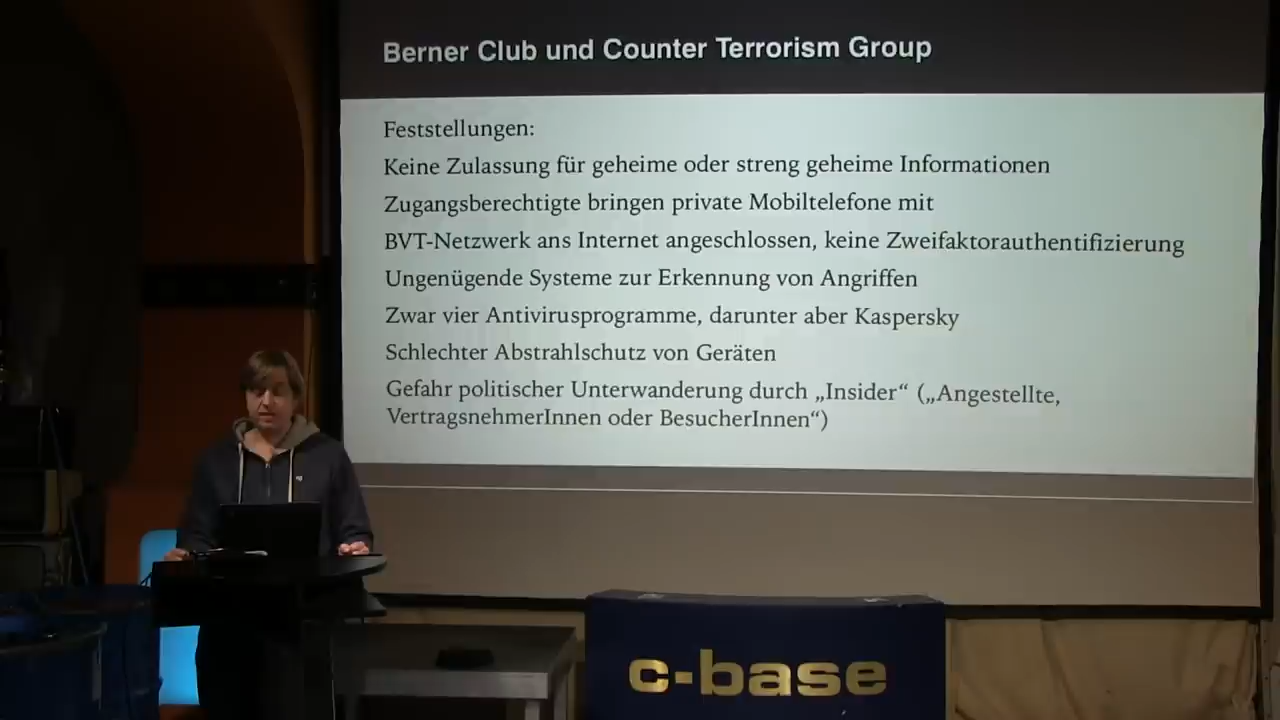 Berner Club und Counter Terrorism Group
Feststellungen:
Keine Zulassung für geheime oder streng geheime Informationen
Zugangsberechtigte bringen private Mobiltelefone mit
BVT-Netzwerk ans Internet angeschlossen, keine Zweifaktorauthentifizierung
Ungenügende Systeme zur Erkennung von Angriffen
Zwar vier Antivirusprogramme, darunter aber Kaspersky
Schlechter Abstrahlschutz von Geräten
Gefahr politischer Unterwanderung durch „Insider“ („Angestellte,
VertragsnehmerInnen oder BesucherInnen“)
c-base